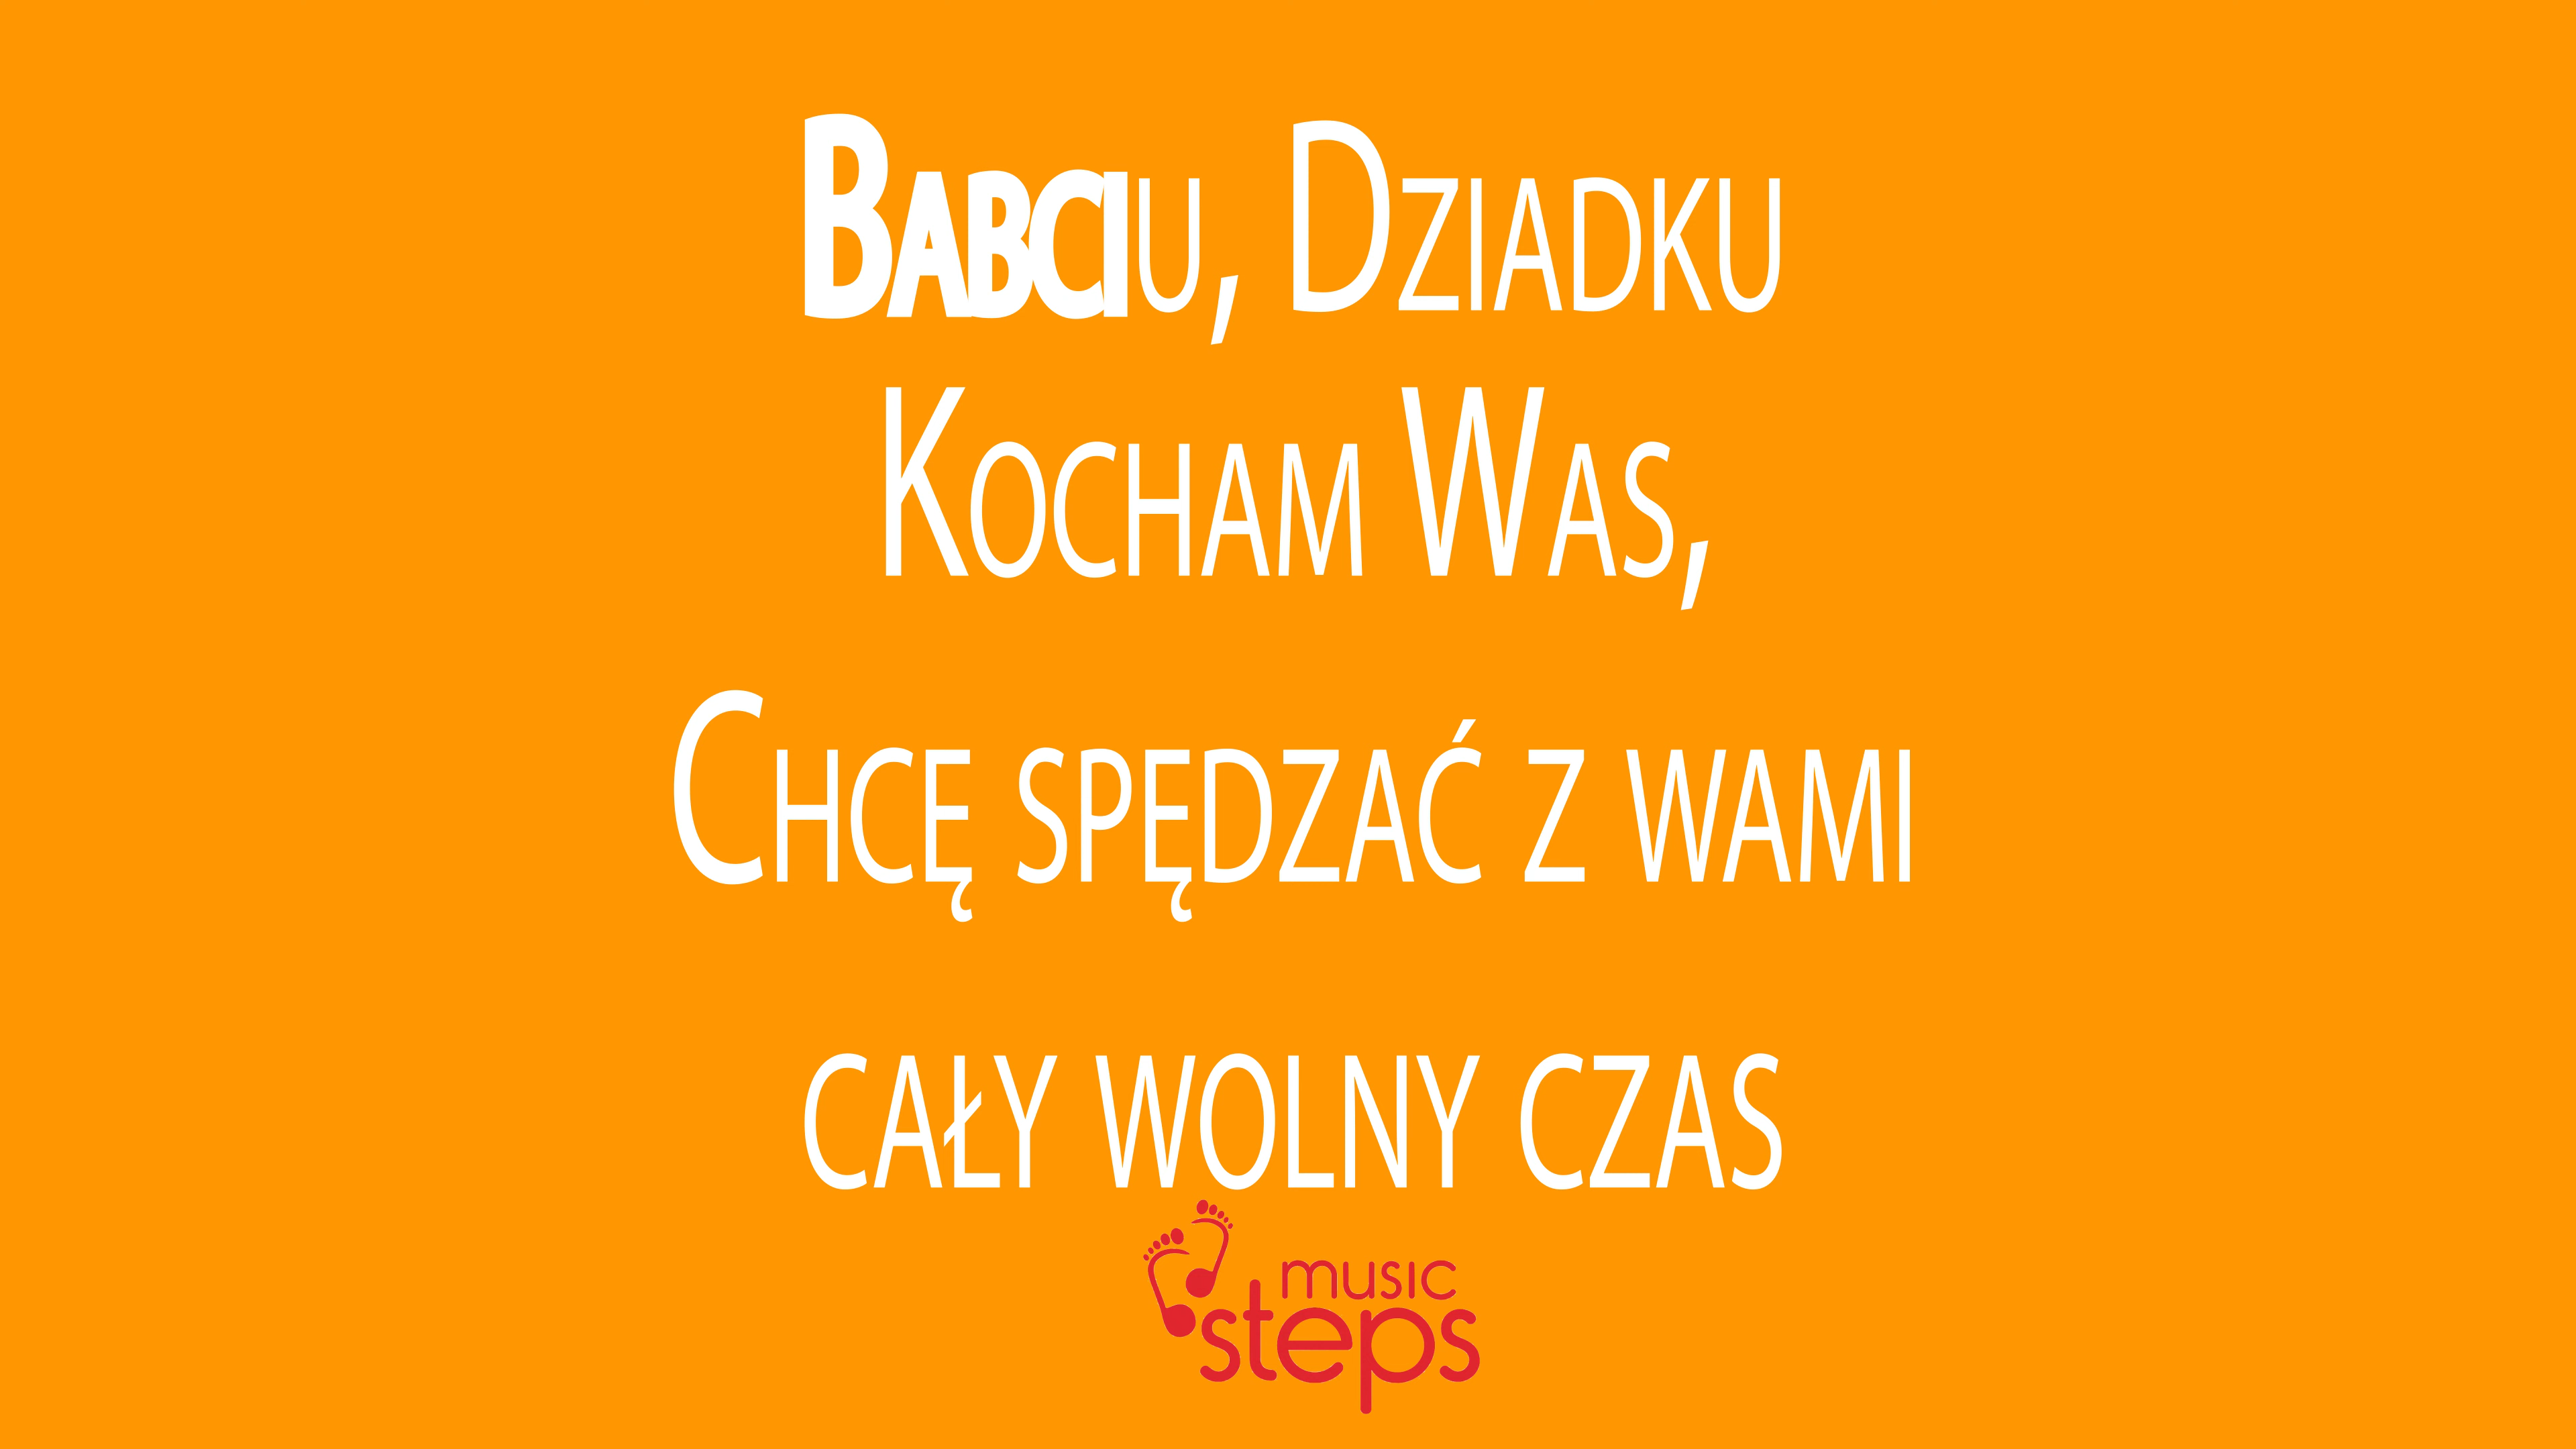 Babciu, Dziadku
Kocham Was,
Chcę spędzać z wami
cały wolny czas
music
steps